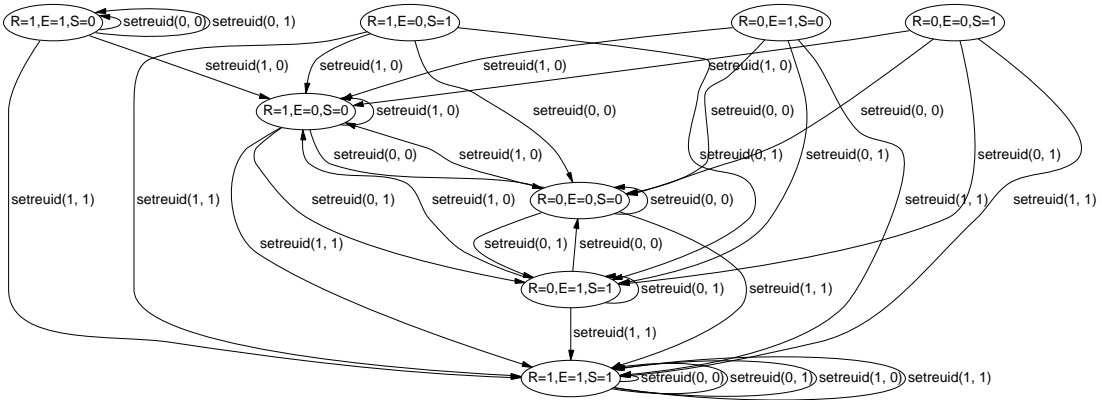 R=1,E=1,S=0
setreuid(0, 0)
setreuid(0, 1)
R=1,E=0,S=1
R=0,E=1,S=0
R=0,E=0,S=1
setreuid(1, 0)
setreuid(1, 0)
setreuid(1, 0)
setreuid(1, 0)
R=1,E=0,S=0
setreuid(1, 0)
setreuid(0, 0)
setreuid(0, 0)
setreuid(0, 0)
setreuid(0, 0)
setreuid(1, 0)
setreuid(0, 1)
setreuid(0, 1)
setreuid(0, 1)
setreuid(1, 1)
setreuid(1, 1)
setreuid(0, 1)
setreuid(1, 0)
R=0,E=0,S=0
setreuid(0, 0)
setreuid(1, 1)
setreuid(1, 1)
setreuid(1, 1)
setreuid(0, 1)
setreuid(0, 0)
R=0,E=1,S=1
setreuid(0, 1)
setreuid(1, 1)
setreuid(1, 1)
R=1,E=1,S=1
setreuid(0, 0)
setreuid(0, 1)
setreuid(1, 0)
setreuid(1, 1)